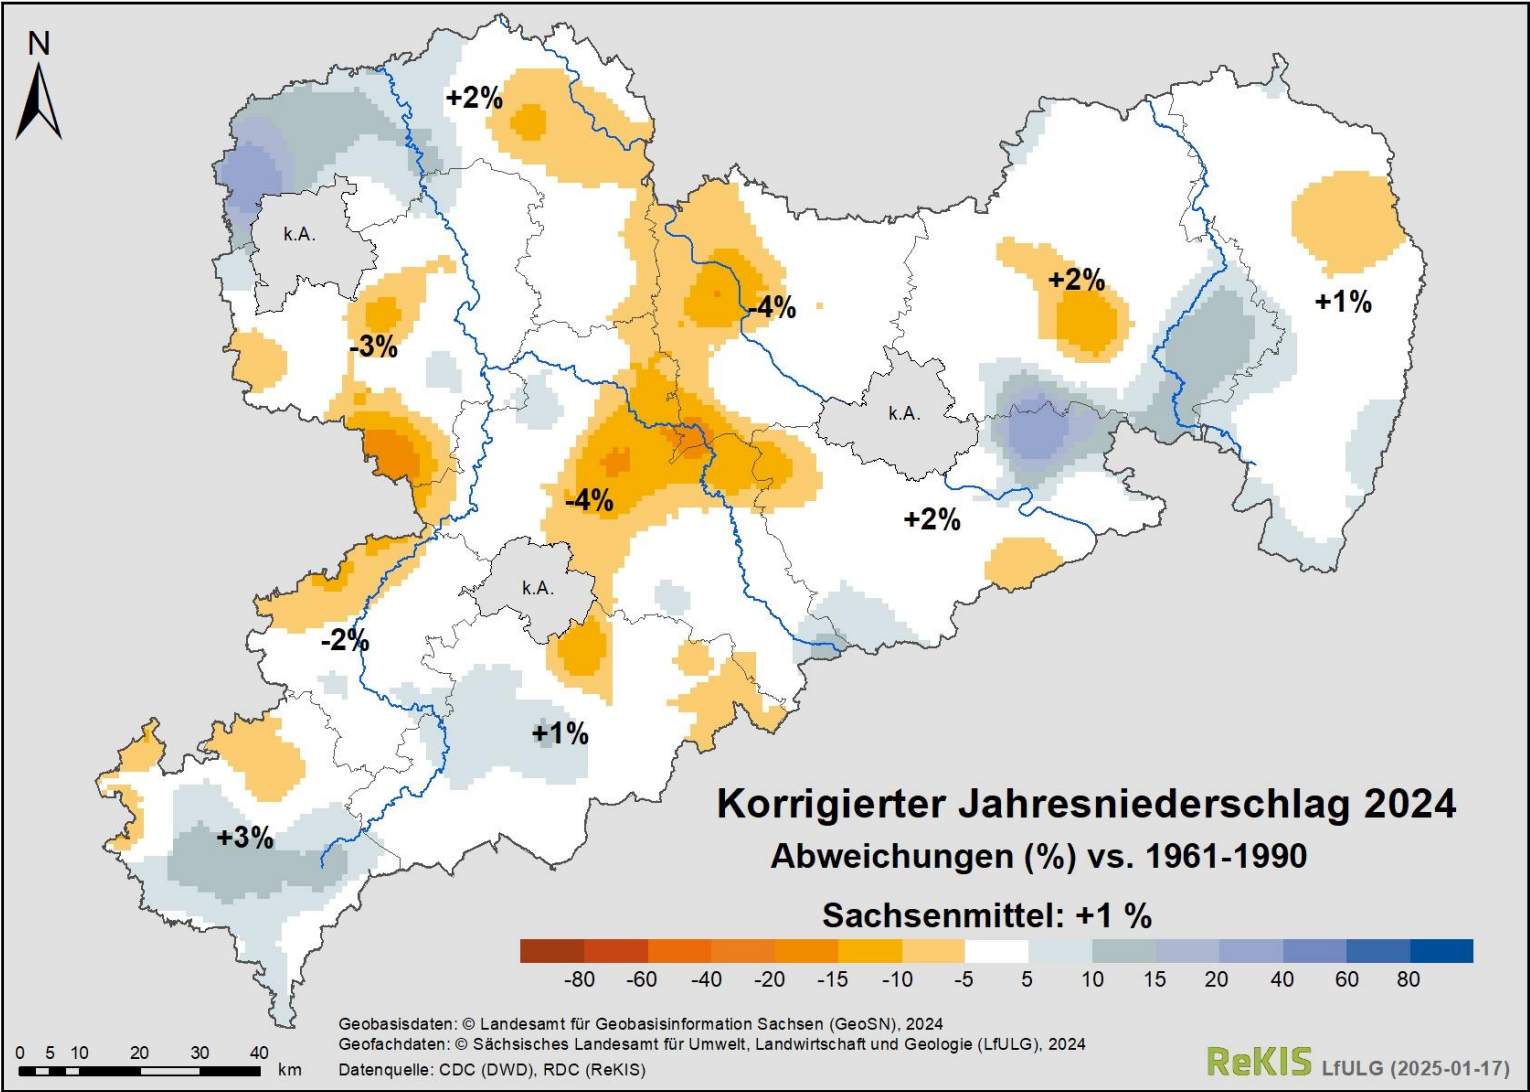 N
+2%
k.A.
+2%
+1%
-4%
-3%
k.A.
-4%
+2%
k.A.
-2%
+1%
+3%
Korrigierter Jahresniederschlag 2024
Abweichungen (%) vs. 1961-1990
Sachsenmittel: +1 %
-80 -60 -40 -20 -15 -10 -5 5 10 15 20 40 60 80
Geobasisdaten: © Landesamt für Geobasisinformation Sachsen (GeoSN), 2024
Geofachdaten: © Sächsisches Landesamt für Umwelt, Landwirtschaft und Geologie (LfULG), 2024
Datenquelle: CDC (DWD), RDC (ReKIS)
0 5 10 20 30 40
km
ReKIS LfULG (2025-01-17)